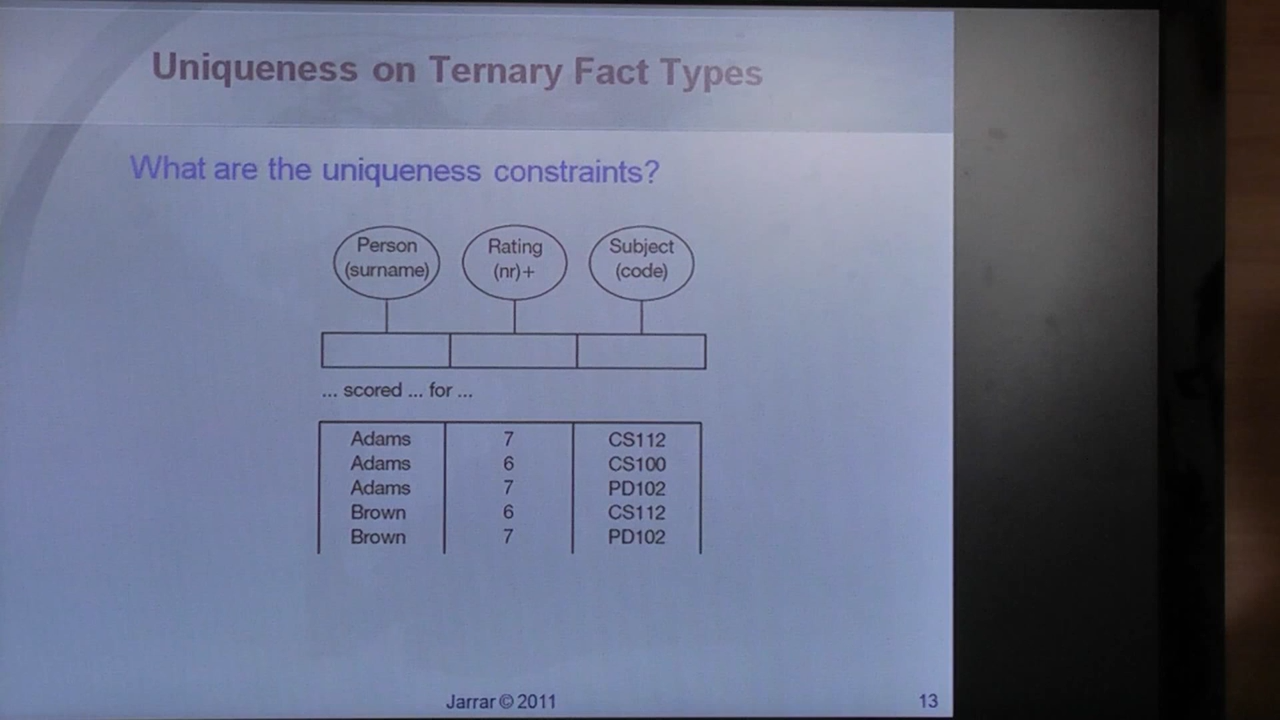 Uniqueness on Ternary Fact Types
What are the uniqueness constraints?
Person Rating Subject
(surname) (nr)+ (code)
... scored ... for ...
Adams 7 CS112
Adams 6 CS100
Adams 7 PD102
Brown 6 CS112
Brown 7 PD102
Jarrar © 2011 13